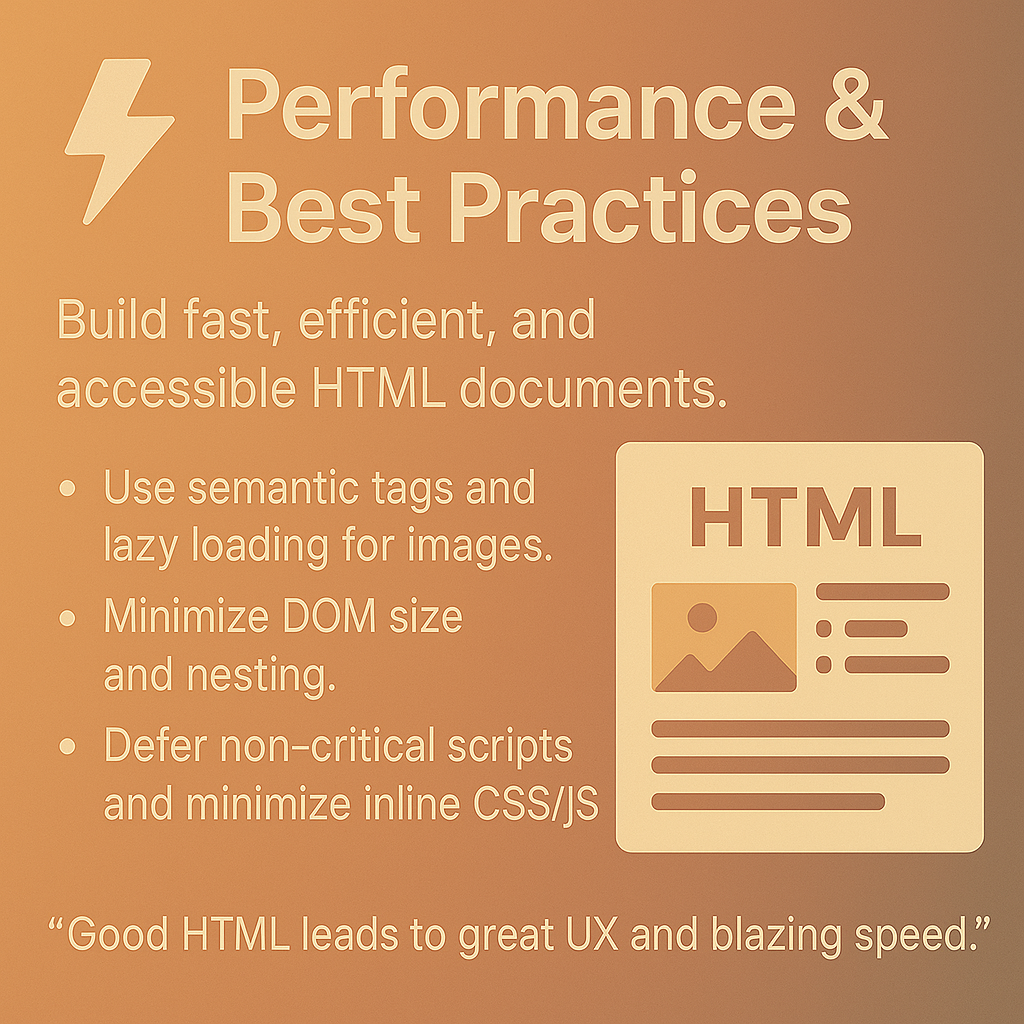 Performance &
Best Practices
Build fast, efficient, and
accessible HTML documents.
• Use semantic tags and
lazy loading for images.
• Minimize DOM size
and nesting.
• Defer non–critical scripts
and minimize inline CSS/JS
HTML
“Good HTML leads to great UX and blazing speed.”